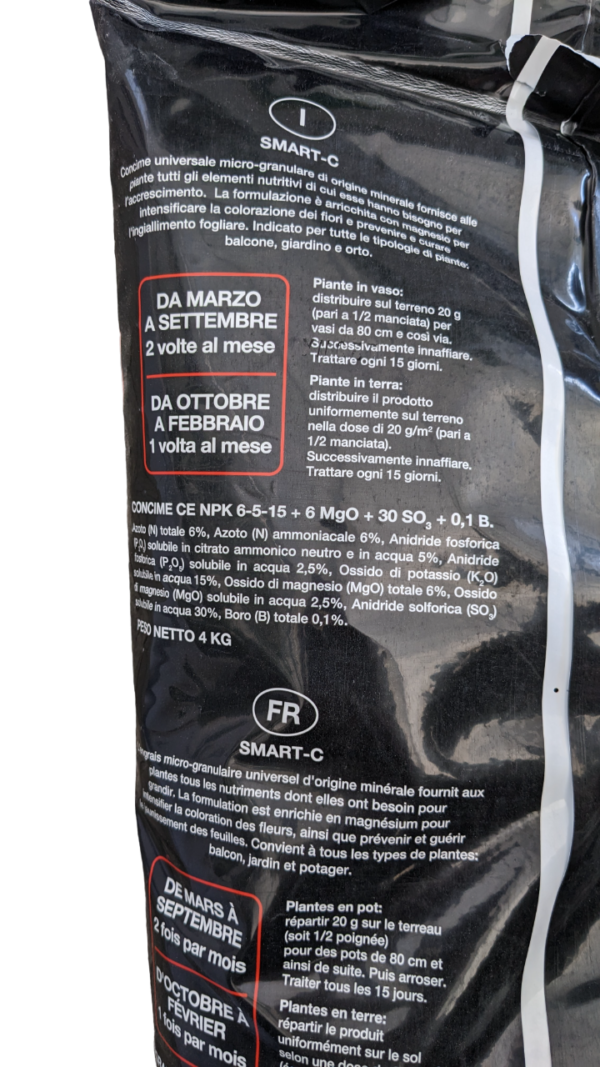 I
SMART-C
Concime universale micro-granulare di origine minerale fornisce alle
piante tutti gli elementi nutritivi di cui esse hanno bisogno per
l'accrescimento. La formulazione è arricchita con magnesio per
intensificare la colorazione dei fiori e prevenire e curare
l'ingiallimento fogliare. Indicato per tutte le tipologie di piante:
balcone, giardino e orto.
DA MARZO
A SETTEMBRE
2 volte al mese
DA OTTOBRE
A FEBBRAIO
1 volta al mese
Piante in vaso:
distribuire sul terreno 20 g
(pari a 1/2 manciata) per
vasi da 80 cm e così via.
Successivamente innaffiare.
Trattare ogni 15 giorni.
Piante in terra:
distribuire il prodotto
uniformemente sul terreno
nella dose di 20 g/m² (pari a
1/2 manciata).
Successivamente innaffiare.
Trattare ogni 15 giorni.
CONCIME CE NPK 6-5-15 + 6 MgO + 30 SO₃ + 0,1 B.
Azoto (N) totale 6%, Azoto (N) ammoniacale 6%, Anidride fosforica
(P₂O₅) solubile in citrato ammonico neutro e in acqua 5%, Anidride
fosforica (P₂O₅) solubile in acqua 2,5%, Ossido di potassio (K₂O)
solubile in acqua 15%, Ossido di magnesio (MgO) totale 6%, Ossido
di magnesio (MgO) solubile in acqua 2,5%, Anidride solforica (SO₃)
solubile in acqua 30%, Boro (B) totale 0,1%.
PESO NETTO 4 KG
FR
SMART-C
Engrais micro-granulaire universel d'origine minérale fournit aux
plantes tous les nutriments dont elles ont besoin pour
grandir. La formulation est enrichie en magnésium pour
intensifier la coloration des fleurs, ainsi que prévenir et guérir
jaunissement des feuilles. Convient à tous les types de plantes:
balcon, jardin et potager.
DE MARS À
SEPTEMBRE
2 fois par mois
D'OCTOBRE À
FÉVRIER
1 fois par mois
Plantes en pot:
répartir 20 g sur le terreau
(soit 1/2 poignée)
pour des pots de 80 cm et
ainsi de suite. Puis arroser.
Traiter tous les 15 jours.
Plantes en terre:
répartir le produit
uniformément sur le sol
selon une dose